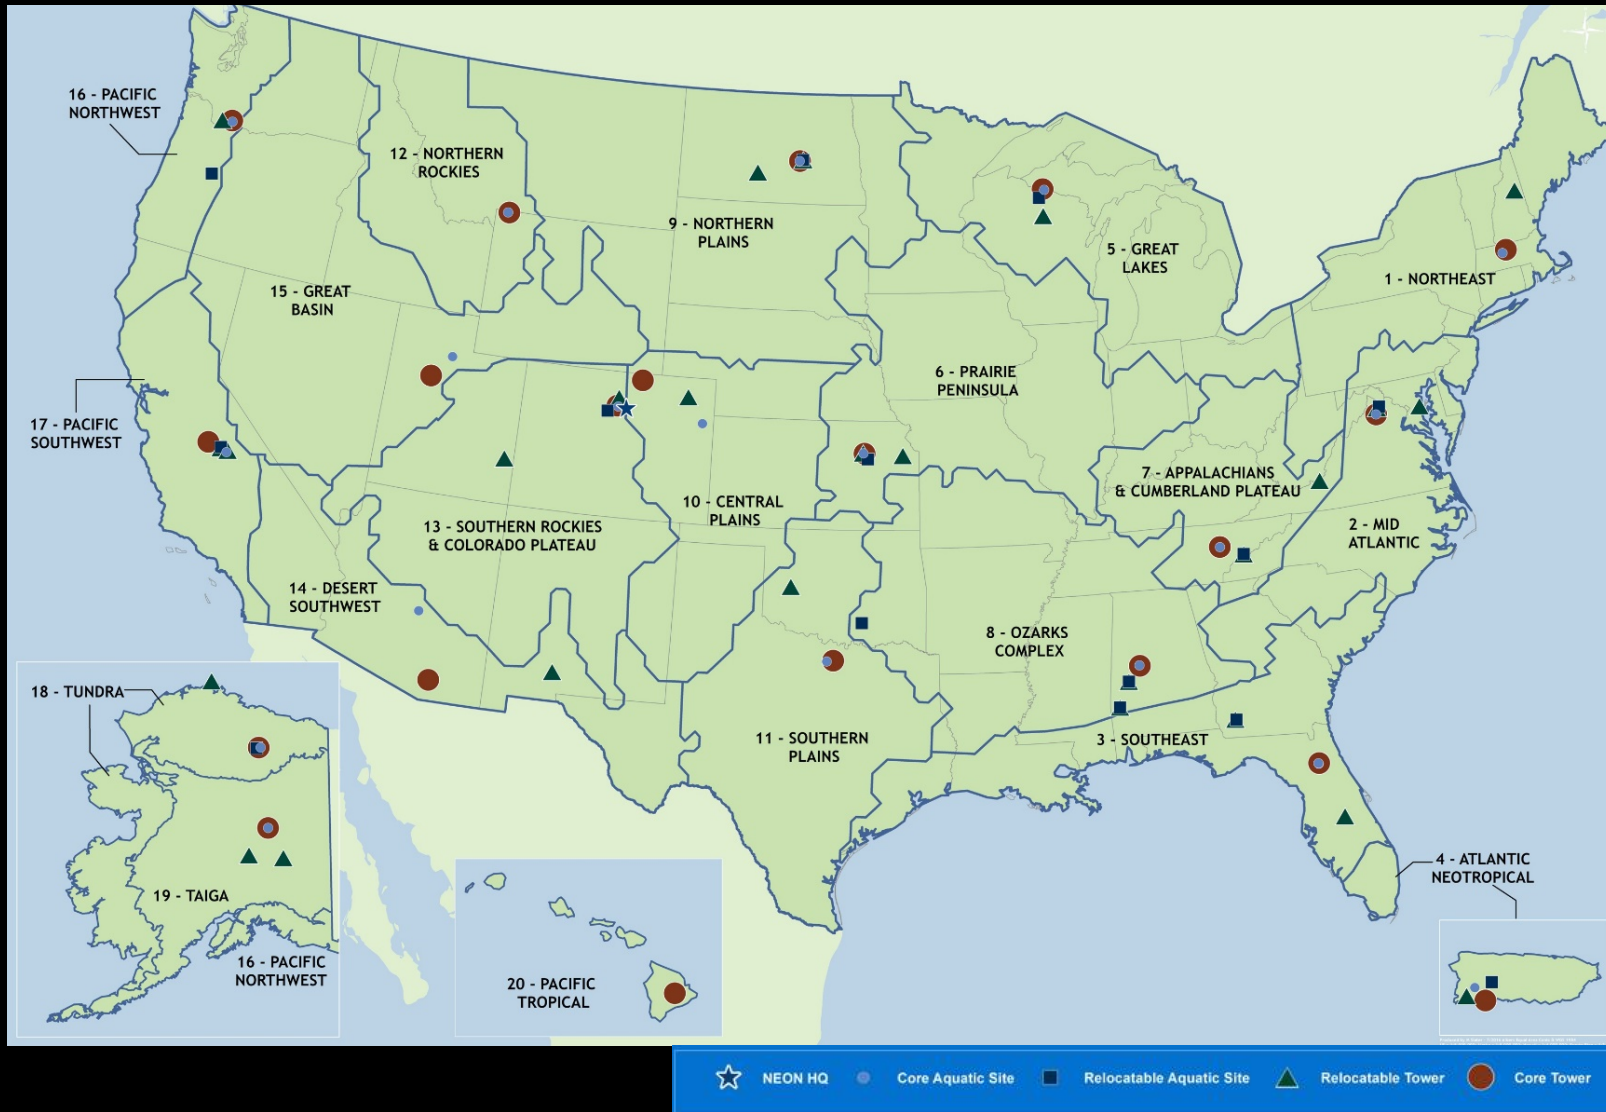 16 - PACIFIC
NORTHWEST
12 - NORTHERN
ROCKIES
9 - NORTHERN
PLAINS
5 - GREAT
LAKES
1 - NORTHEAST
15 - GREAT
BASIN
6 - PRAIRIE
PENINSULA
17 - PACIFIC
SOUTHWEST
7 - APPALACHIANS
& CUMBERLAND PLATEAU
10 - CENTRAL
PLAINS
13 - SOUTHERN ROCKIES
& COLORADO PLATEAU
2 - MID
ATLANTIC
14 - DESERT
SOUTHWEST
8 - OZARKS
COMPLEX
18 - TUNDRA
11 - SOUTHERN
PLAINS
3 - SOUTHEAST
4 - ATLANTIC
NEOTROPICAL
19 - TAIGA
16 - PACIFIC
NORTHWEST
20 - PACIFIC
TROPICAL
NEON HQ
Core Aquatic Site
Relocatable Aquatic Site
Relocatable Tower
Core Tower